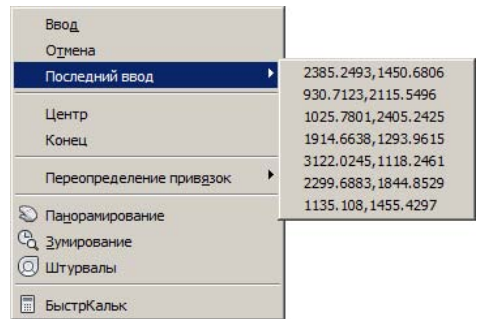 Ввод
Отмена
Последний ввод
Центр
Конец
Переопределение привязок
Панорамирование
Зумирование
Штурвалы
БыстрКальк
2385.2493,1450.6806
930.7123,2115.5496
1025.7801,2405.2425
1914.6638,1293.9615
3122.0245,1118.2461
2299.6883,1844.8529
1135.108,1455.4297